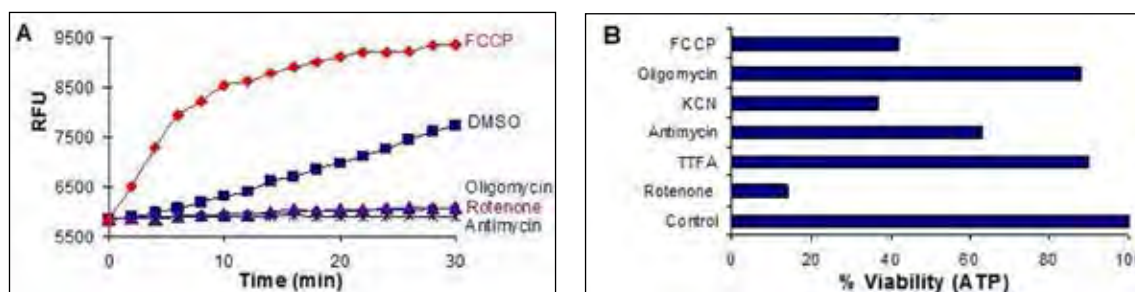 A
RFU
9500
8500
7500
6500
5500
FCCP
DMSO
Oligomycin
Rotenone
Antimycin
0
10
20
30
Time (min)
B
FCCP
Oligomycin
KCN
Antimycin
TTFA
Rotenone
Control
0
20
40
60
80
% Viability (ATP)